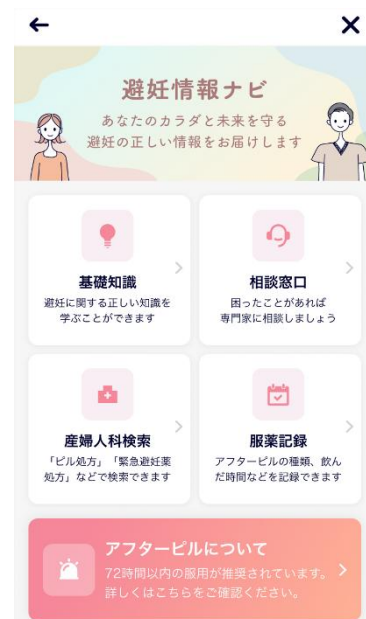 避妊情報ナビ
あなたのカラダと未来を守る
避妊の正しい情報をお届けします
基礎知識
避妊に関する正しい知識を
学ぶことができます
相談窓口
困ったことがあれば
専門家に相談しましょう
産婦人科検索
「ピル処方」「緊急避妊薬
処方」などで検索できます
服薬記録
アフターピルの種類、飲ん
だ時間などを記録できます
アフターピルについて
72時間以内の服用が推奨されています。
詳しくはこちらをご確認ください。